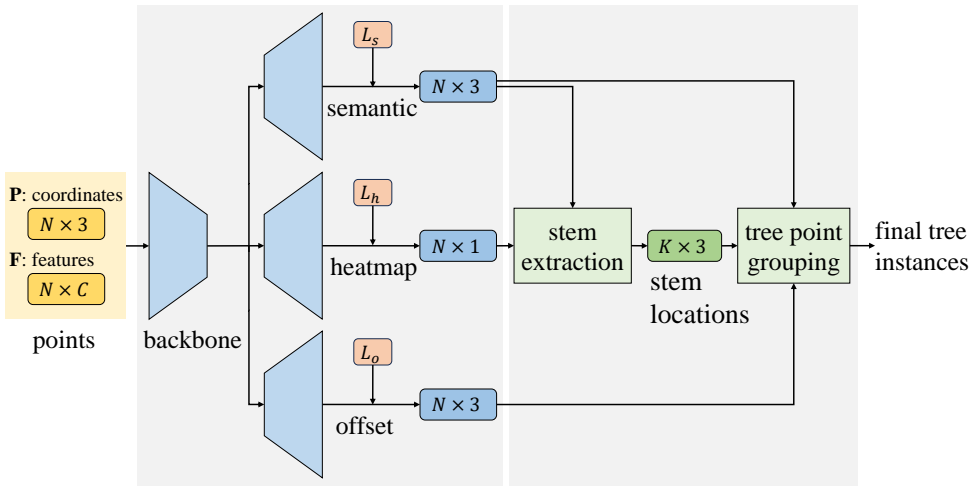 P: coordinates
N × 3
F: features
N × C
points
backbone
L_s
semantic
N × 3
L_h
heatmap
N × 1
L_o
offset
N × 3
stem
extraction
K × 3
stem
locations
tree point
grouping
final tree
instances